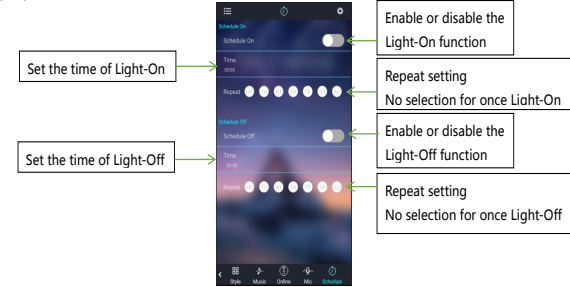 Schedule On
Schedule On
Time
00:00
Repeat
Schedule Off
Schedule Off
Time
00:00
Repeat
Style Music Online Mic Schedule
Set the time of Light-On
Set the time of Light-Off
Enable or disable the
Light-On function
Repeat setting
No selection for once Light-On
Enable or disable the
Light-Off function
Repeat setting
No selection for once Light-Off